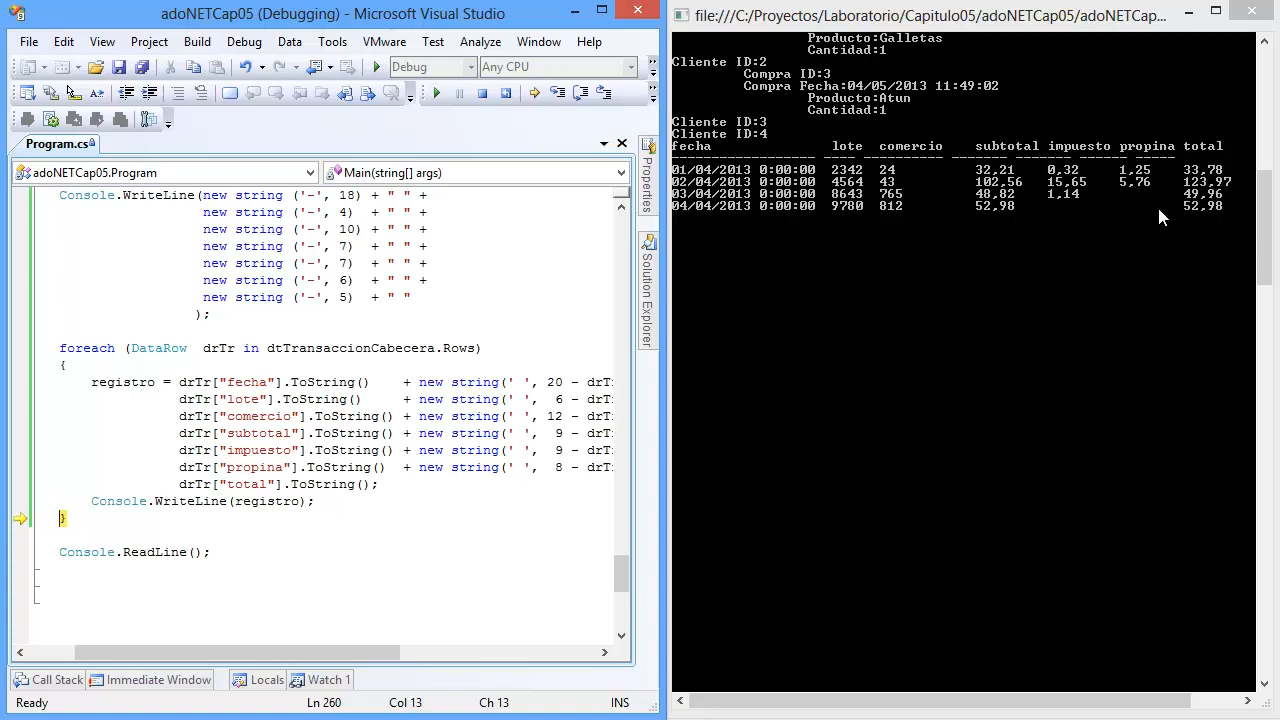 adoNETCap05 (Debugging) - Microsoft Visual Studio
File Edit View Project Build Debug Team Data Tools VMware Test Analyze Window Help
Debug Any CPU
Program.cs
adoNETCap05.Program Main(string[] args)
Console.WriteLine(new string ('-', 18) + " " +
new string ('-', 4) + " " +
new string ('-', 10) + " " +
new string ('-', 7) + " " +
new string ('-', 7) + " " +
new string ('-', 6) + " " +
new string ('-', 5) + " "
);
foreach (DataRow drTr in dtTransaccionCabecera.Rows)
{
registro = drTr["fecha"].ToString() + new string(' ', 20 - drT
drTr["lote"].ToString() + new string(' ', 6 - drT
drTr["comercio"].ToString() + new string(' ', 12 - drT
drTr["subtotal"].ToString() + new string(' ', 9 - drT
drTr["impuesto"].ToString() + new string(' ', 9 - drT
drTr["propina"].ToString() + new string(' ', 8 - drT
drTr["total"].ToString();
Console.WriteLine(registro);
}
Console.ReadLine();
Properties
Solution Explorer
Call Stack Immediate Window Locals Watch 1
Ready Ln 260 Col 13 Ch 13 INS
file:///C:/Proyectos/Laboratorio/Capitulo05/adoNETCap05/adoNETCap...
Producto:Galletas
Cantidad:1
Cliente ID:2
Compra ID:3
Compra Fecha:04/05/2013 11:49:02
Producto:Atun
Cantidad:1
Cliente ID:3
Cliente ID:4
fecha lote comercio subtotal impuesto propina total
------------------ ---- ---------- ------- ------- ------ -----
01/04/2013 0:00:00 2342 24 32,21 0,32 1,25 33,78
02/04/2013 0:00:00 4564 43 102,56 15,65 5,76 123,97
03/04/2013 0:00:00 8643 765 48,82 1,14 49,96
04/04/2013 0:00:00 9780 812 52,98 52,98